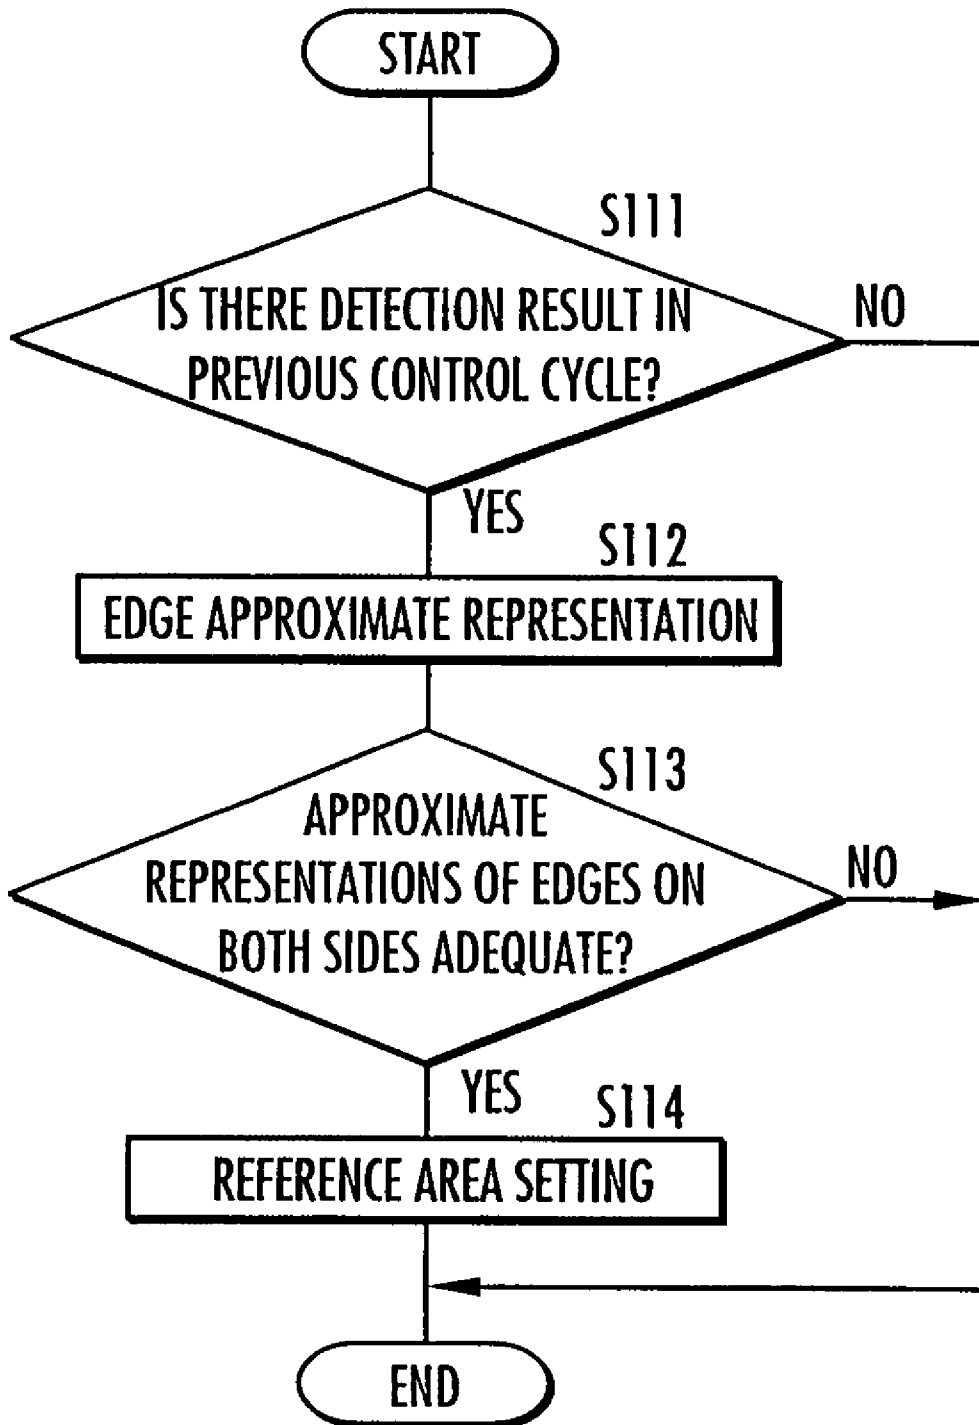 START
S111
IS THERE DETECTION RESULT IN
PREVIOUS CONTROL CYCLE?
NO
YES
S112
EDGE APPROXIMATE REPRESENTATION
S113
APPROXIMATE
REPRESENTATIONS OF EDGES ON
BOTH SIDES ADEQUATE?
NO
YES
S114
REFERENCE AREA SETTING
END